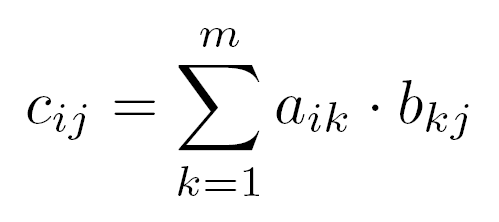 c_{ij} = \sum_{k=1}^{m} a_{ik} \cdot b_{kj}